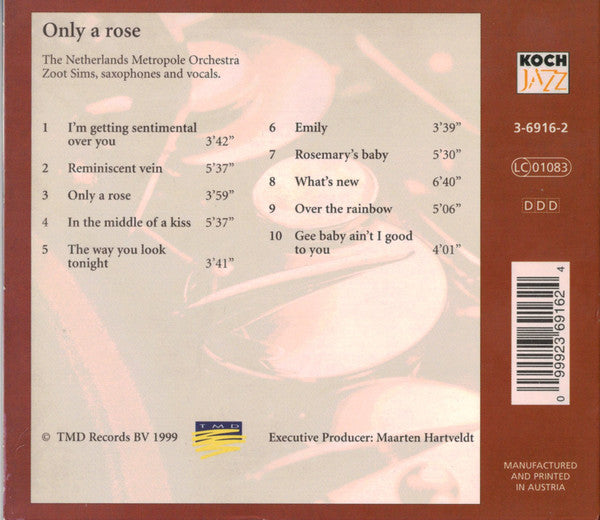 Only a rose
The Netherlands Metropole Orchestra
Zoot Sims, saxophones and vocals.
1 I'm getting sentimental
over you 3'42”
2 Reminiscent vein 5'37”
3 Only a rose 3'59”
4 In the middle of a kiss 5'37”
5 The way you look
tonight 3'41”
6 Emily 3'39”
7 Rosemary's baby 5'30”
8 What's new 6'40”
9 Over the rainbow 5'06”
10 Gee baby ain't I good
to you 4'01”
© TMD Records BV 1999
TMD
Executive Producer: Maarten Hartveldt
KOCH
JAZZ
3-6916-2
LC 01083
DDD
0 99923 69162 4
MANUFACTURED
AND PRINTED
IN AUSTRIA